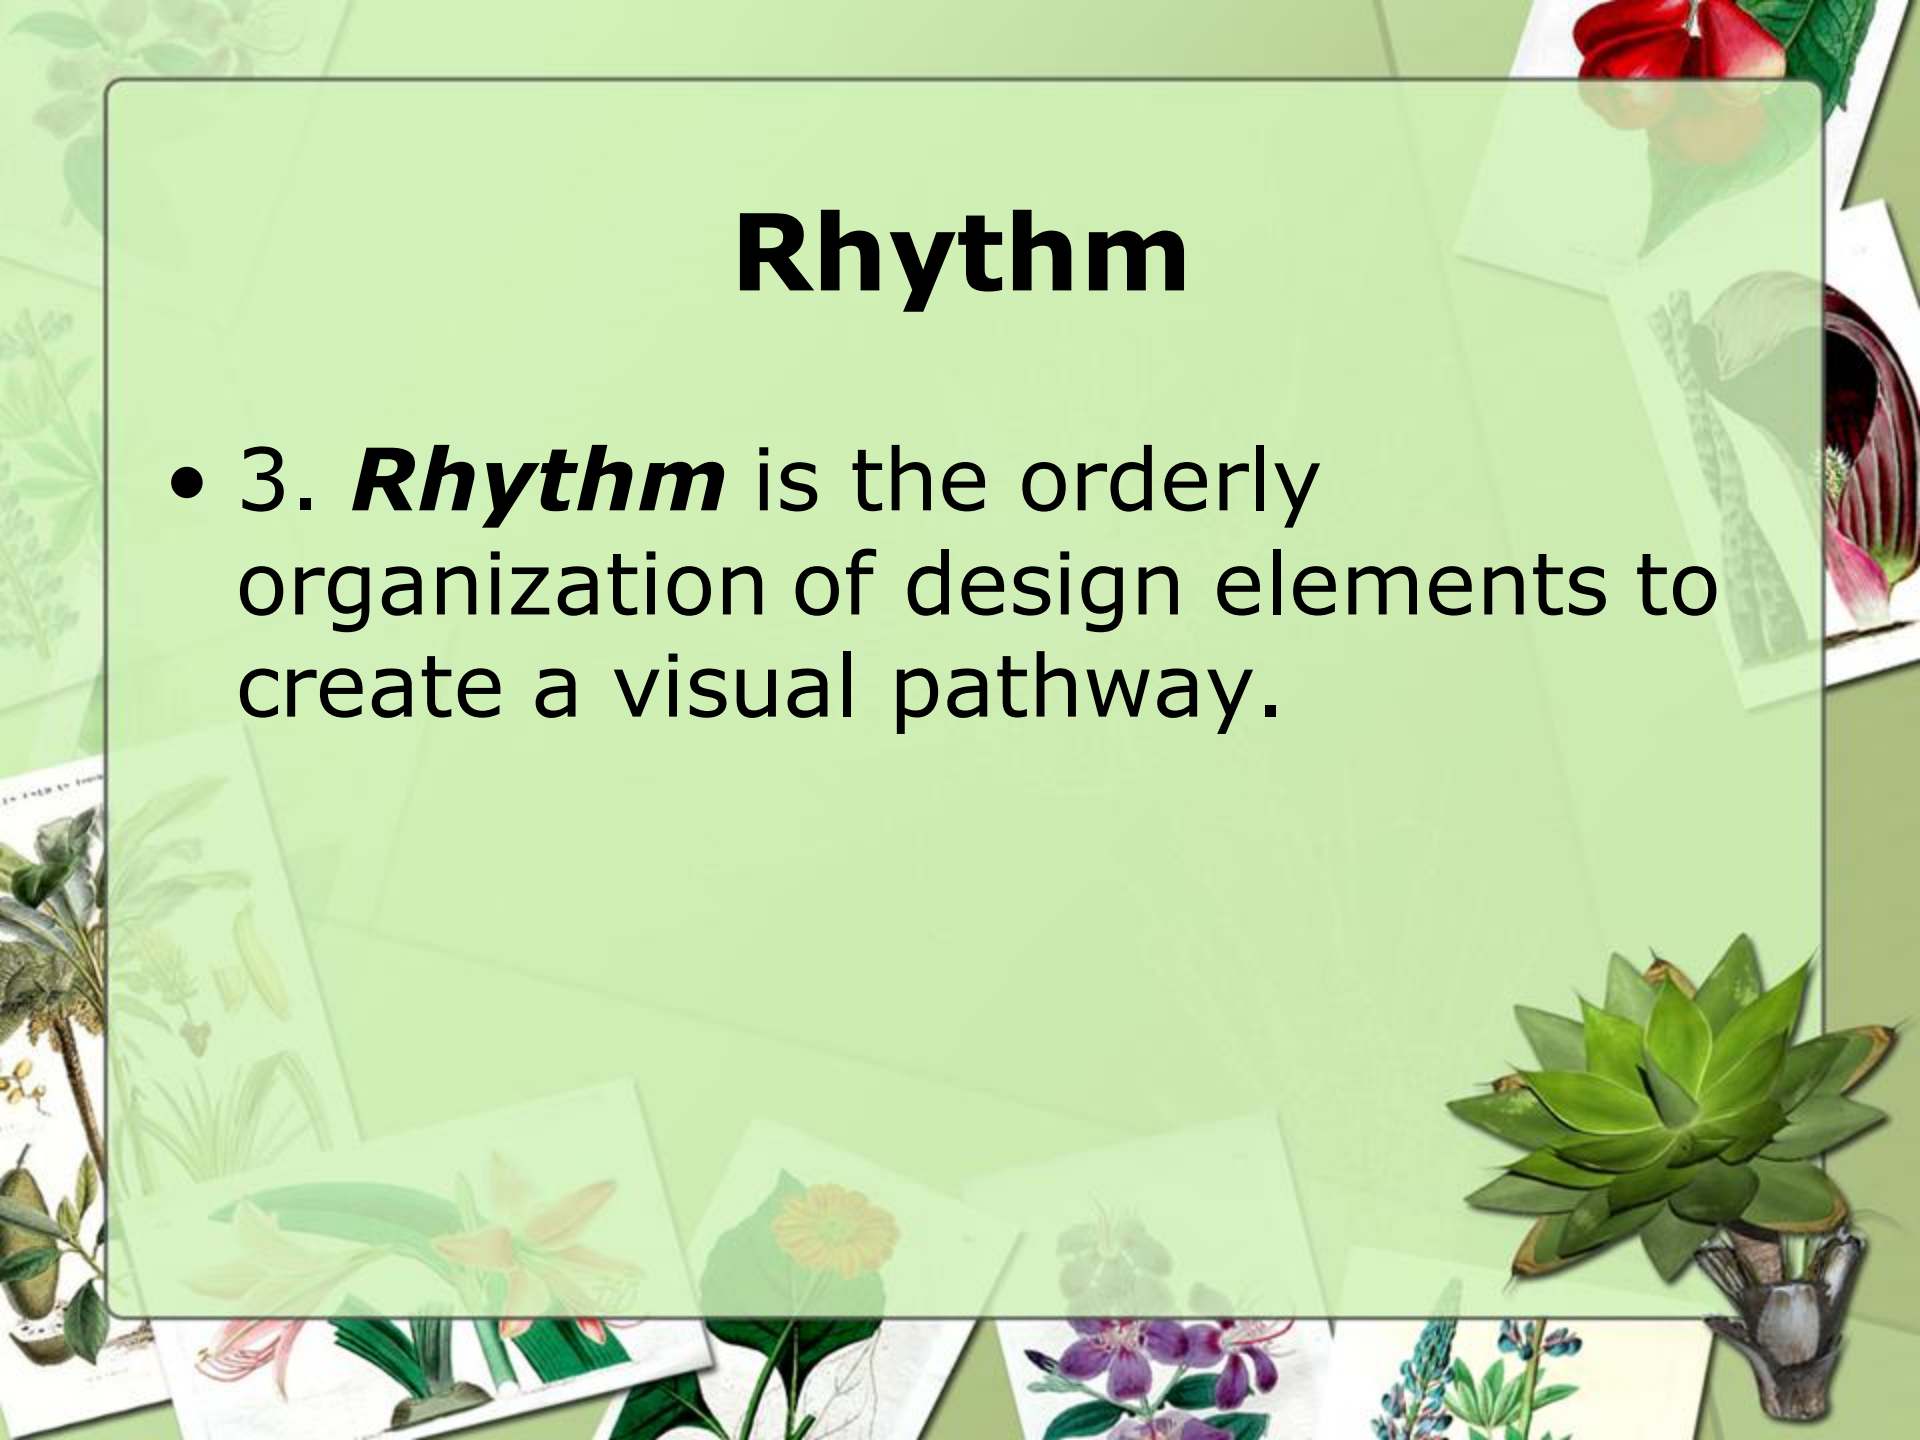 Rhythm
• 3. Rhythm is the orderly
organization of design elements to
create a visual pathway.